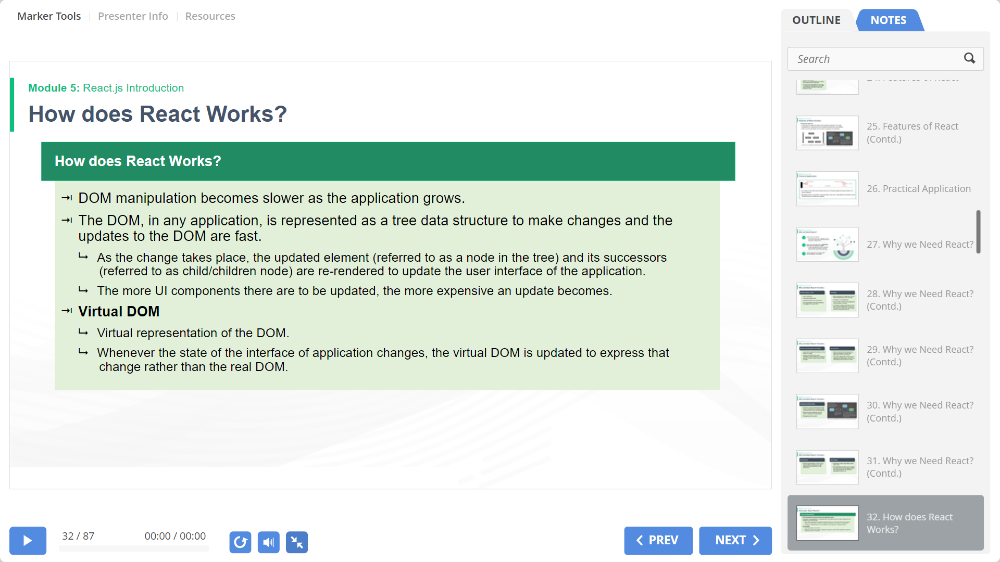 Marker Tools
Presenter Info
Resources
OUTLINE
NOTES
Search
Module 5: React.js Introduction
How does React Works?
How does React Works?
DOM manipulation becomes slower as the application grows.
The DOM, in any application, is represented as a tree data structure to make changes and the
updates to the DOM are fast.
As the change takes place, the updated element (referred to as a node in the tree) and its successors
(referred to as child/children node) are re-rendered to update the user interface of the application.
The more UI components there are to be updated, the more expensive an update becomes.
Virtual DOM
Virtual representation of the DOM.
Whenever the state of the interface of application changes, the virtual DOM is updated to express that
change rather than the real DOM.
24. Features of React
25. Features of React
(Contd.)
26. Practical Application
27. Why we Need React?
28. Why we Need React?
(Contd.)
29. Why we Need React?
(Contd.)
30. Why we Need React?
(Contd.)
31. Why we Need React?
(Contd.)
32. How does React
Works?
32 / 87
00:00 / 00:00
PREV
NEXT